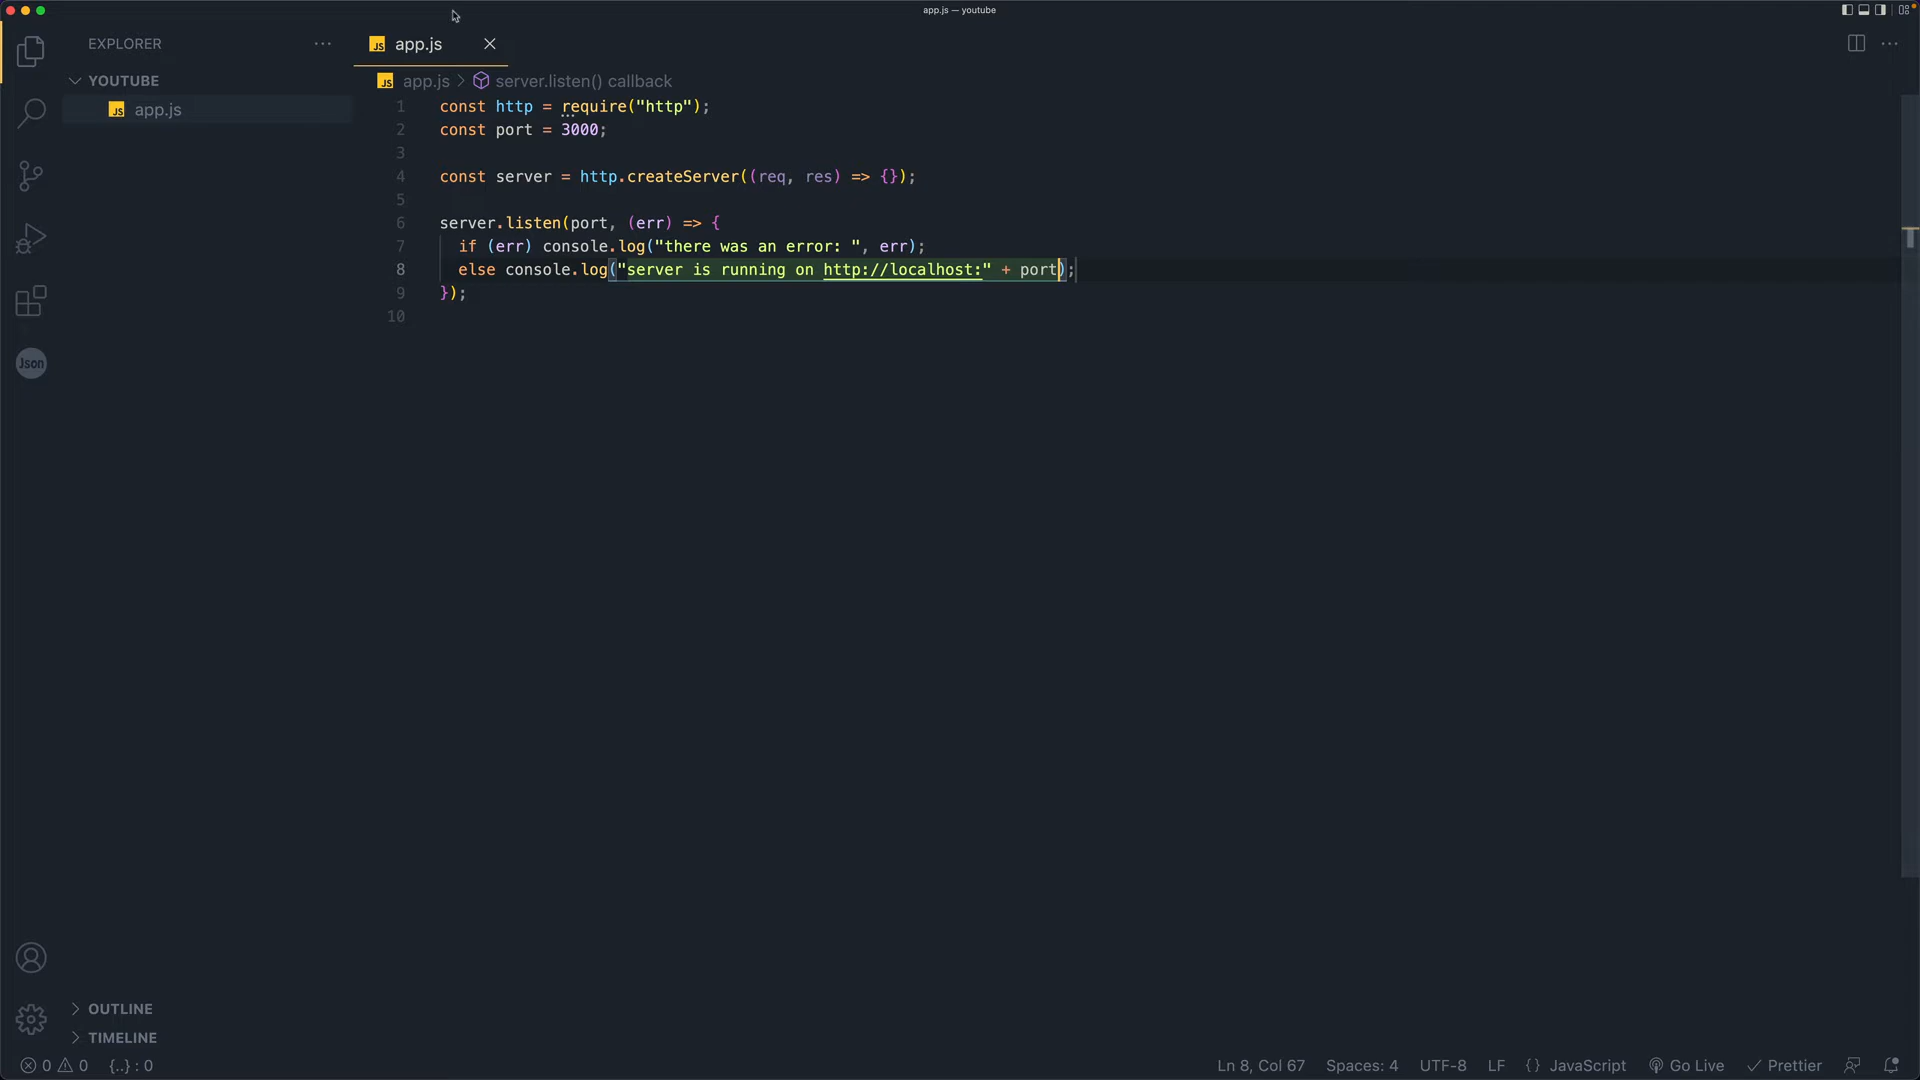 app.js — youtube
EXPLORER
YOUTUBE
JS app.js
JS app.js
JS app.js > server.listen() callback
1 const http = require("http");
2 const port = 3000;
3
4 const server = http.createServer((req, res) => {});
5
6 server.listen(port, (err) => {
7 if (err) console.log("there was an error: ", err);
8 else console.log("server is running on http://localhost:" + port);
9 });
10
Json
OUTLINE
TIMELINE
0 0 {..} : 0
Ln 8, Col 67 Spaces: 4 UTF-8 LF {} JavaScript Go Live Prettier